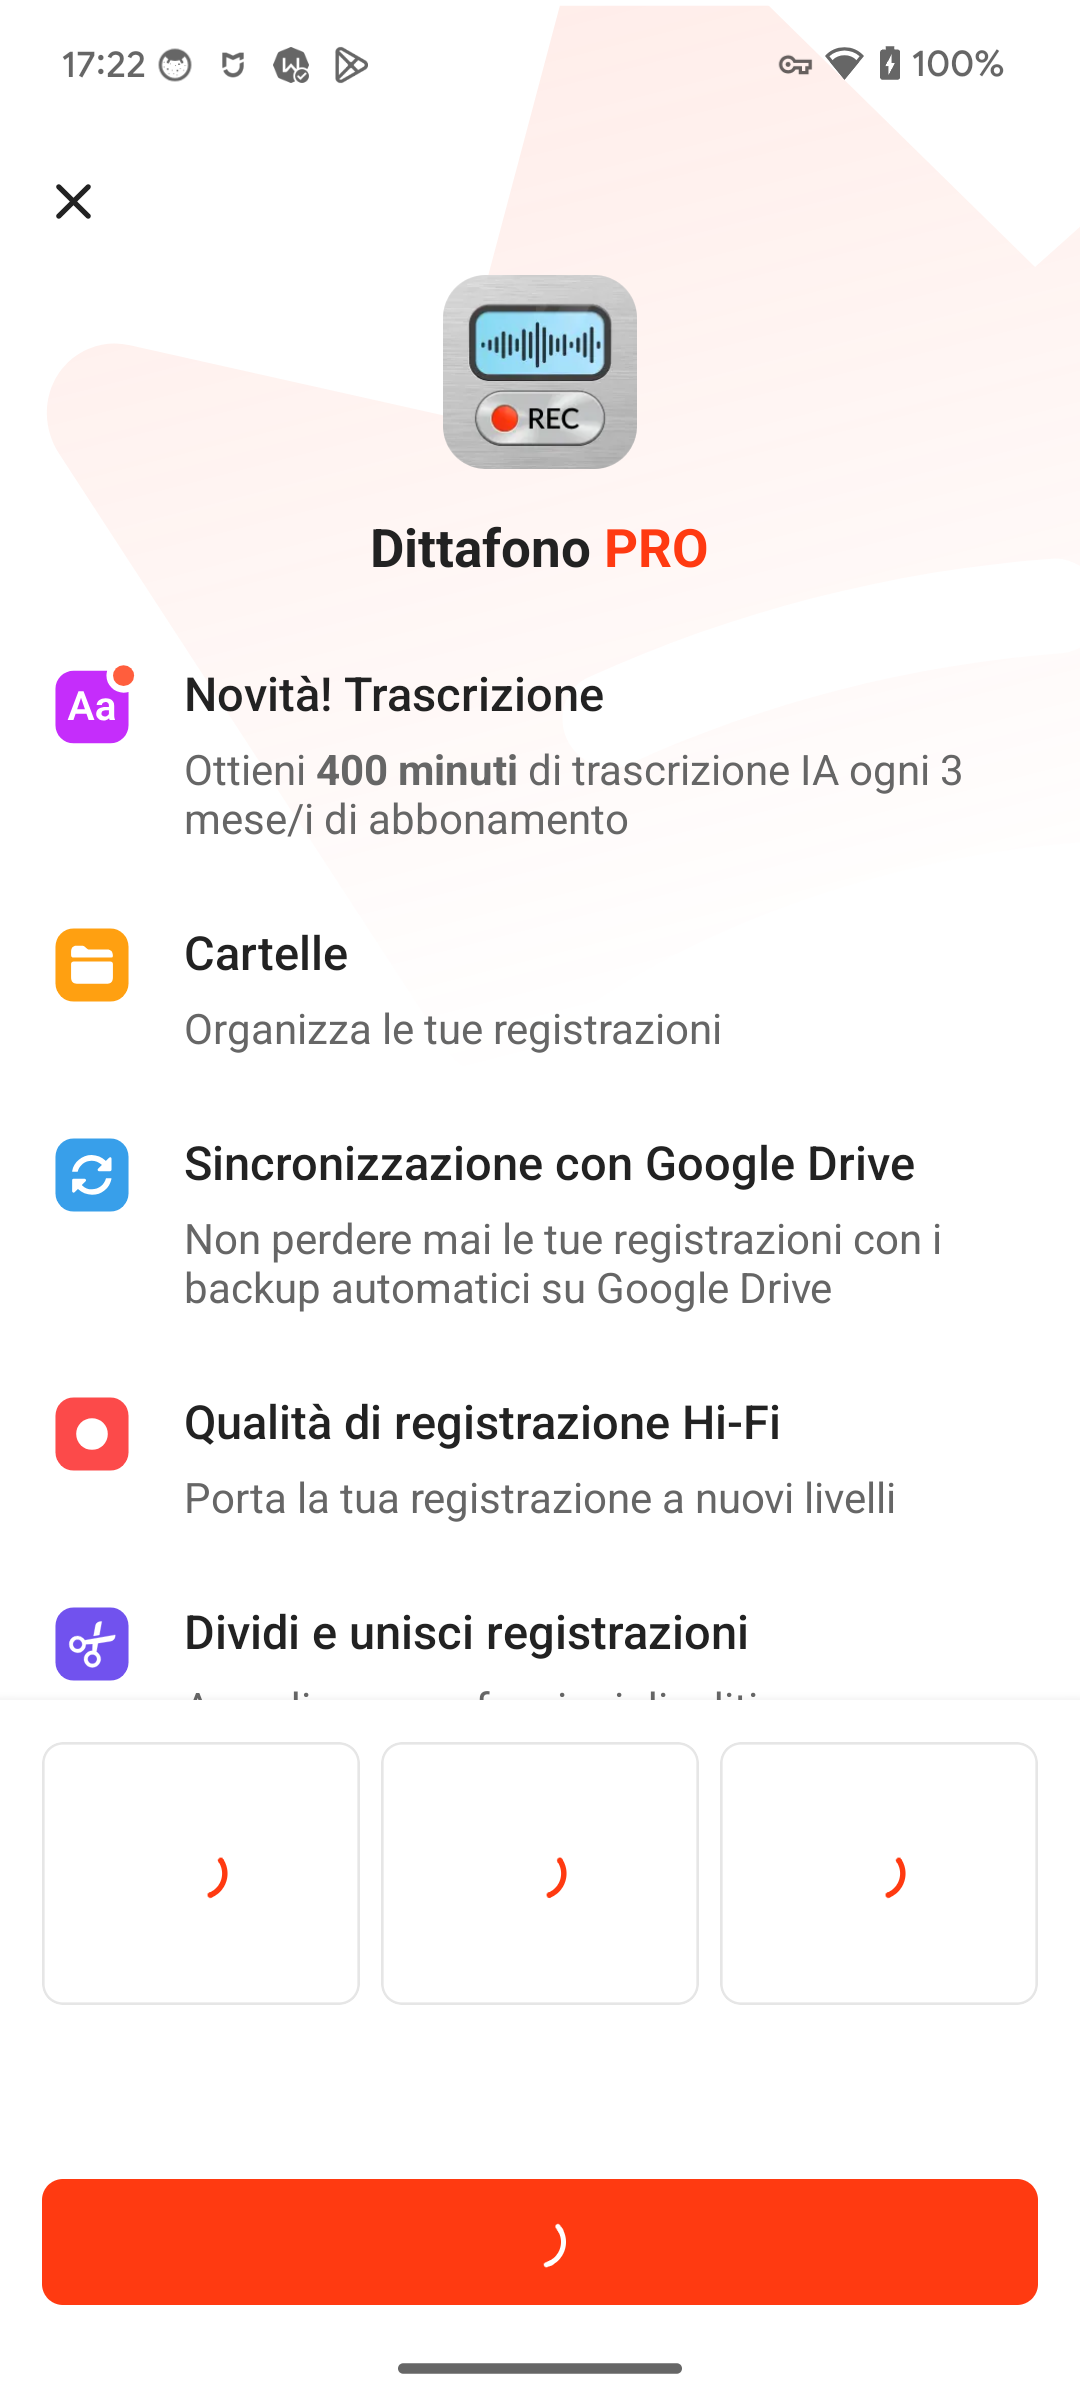 17:22
100%
REC
Dittafono PRO
Aa
Novità! Trascrizione
Ottieni 400 minuti di trascrizione IA ogni 3
mese/i di abbonamento
Cartelle
Organizza le tue registrazioni
Sincronizzazione con Google Drive
Non perdere mai le tue registrazioni con i
backup automatici su Google Drive
Qualità di registrazione Hi-Fi
Porta la tua registrazione a nuovi livelli
Dividi e unisci registrazioni